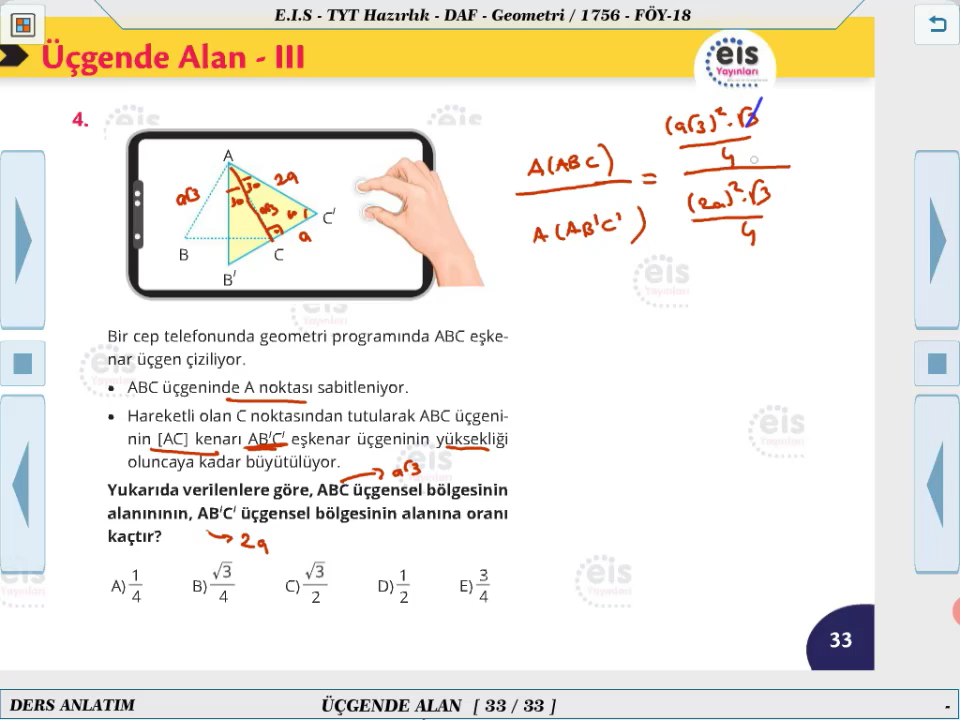 E.I.S - TYT Hazırlık - DAF - Geometri / 1756 - FÖY-18
Üçgende Alan - III
eis
Yayınları
4.
A
B
C
B'
C'
a√3
2a
30
30
a√3
60
a
A(ABC)
A(AB'C')
=
(a√3)².√3
4
(2a)².√3
4
Bir cep telefonunda geometri programında ABC eşke-
nar üçgen çiziliyor.
• ABC üçgeninde A noktası sabitleniyor.
• Hareketli olan C noktasından tutularak ABC üçgeni-
nin [AC] kenarı AB'C' eşkenar üçgeninin yüksekliği
oluncaya kadar büyütülüyor.
→ a√3
Yukarıda verilenlere göre, ABC üçgensel bölgesinin
alanınının, AB'C' üçgensel bölgesinin alanına oranı
kaçtır?
→ 2a
A) 1/4 B) √3/4 C) √3/2 D) 1/2 E) 3/4
33
DERS ANLATIM ÜÇGENDE ALAN [ 33 / 33 ] -